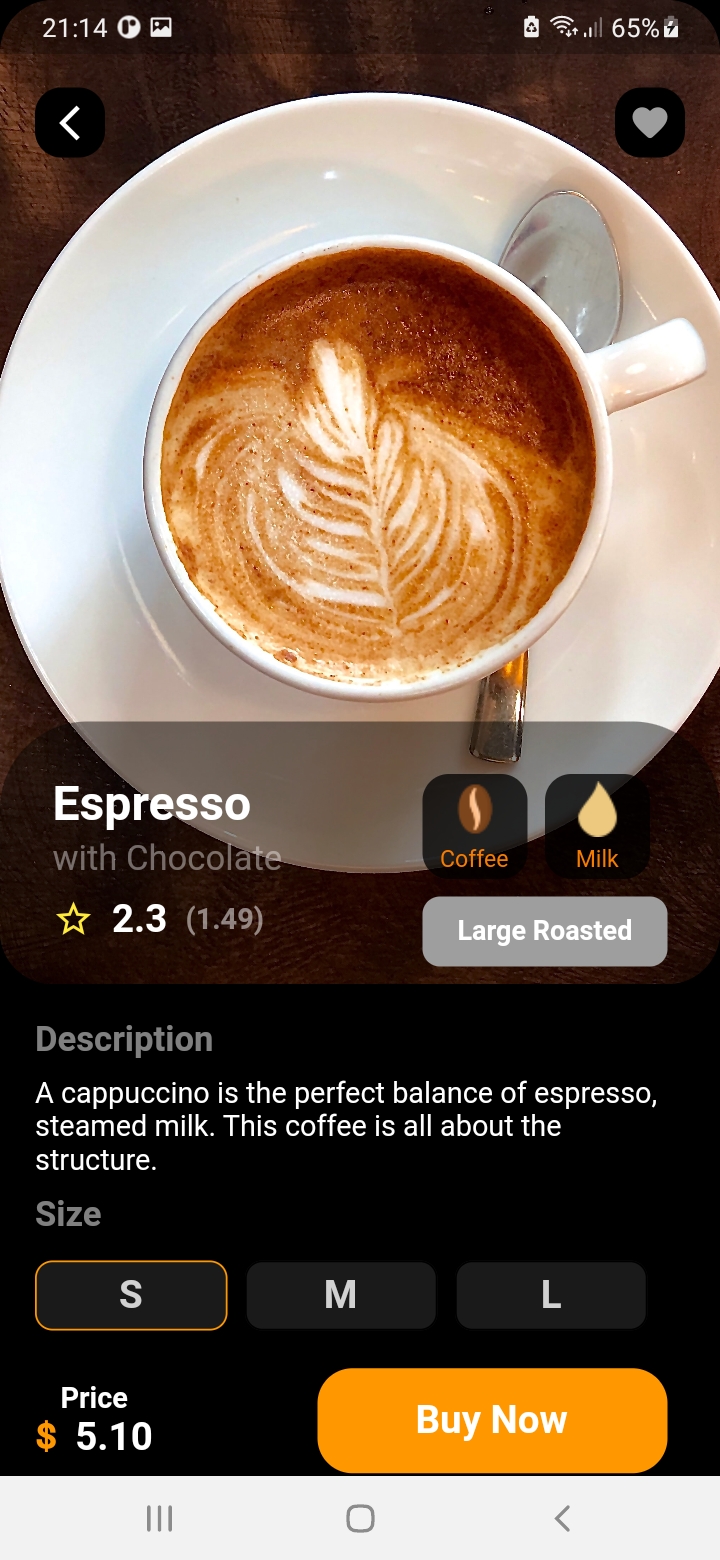 21:14 65%
Espresso
with Chocolate
2.3 (1.49)
Coffee Milk
Large Roasted
Description
A cappuccino is the perfect balance of espresso,
steamed milk. This coffee is all about the
structure.
Size
S M L
Price
$ 5.10
Buy Now